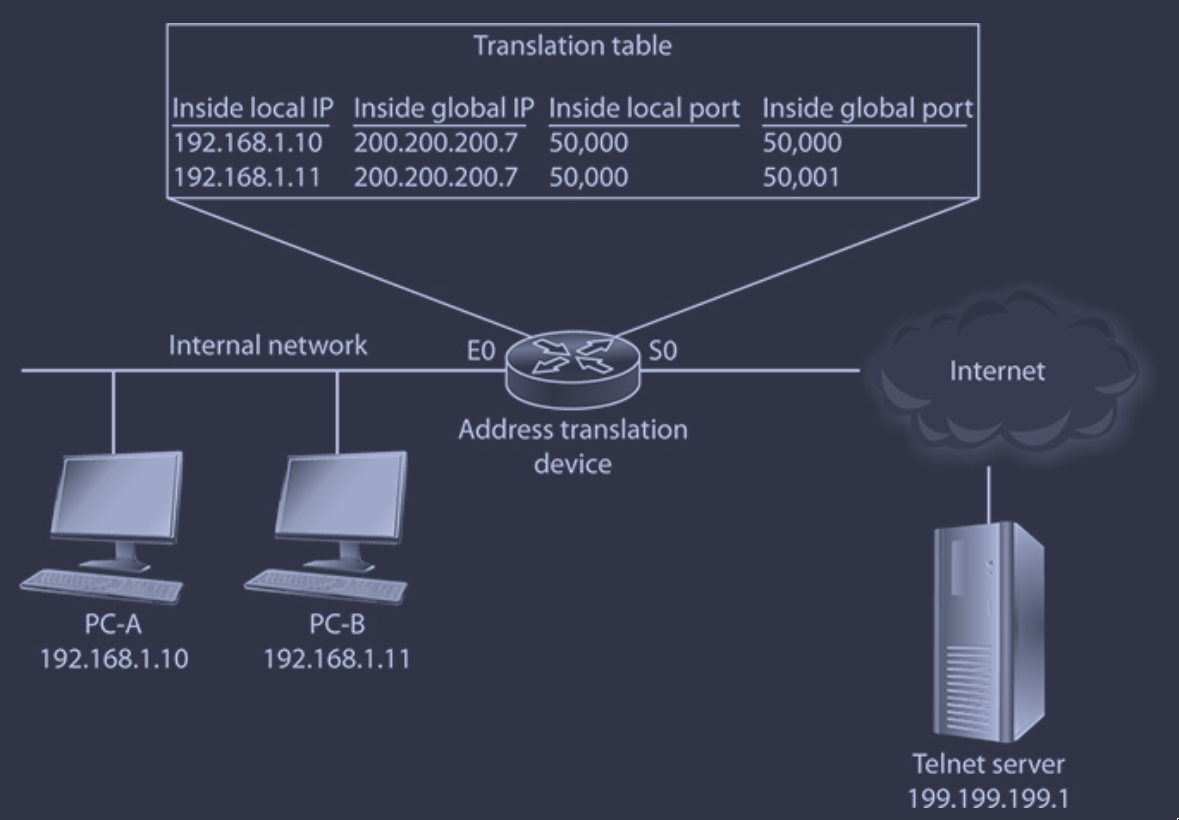 Translation table
Inside local IP Inside global IP Inside local port Inside global port
192.168.1.10 200.200.200.7 50,000 50,000
192.168.1.11 200.200.200.7 50,000 50,001
Internal network E0 S0
Internet
Address translation
device
PC-A PC-B
192.168.1.10 192.168.1.11
Telnet server
199.199.199.1